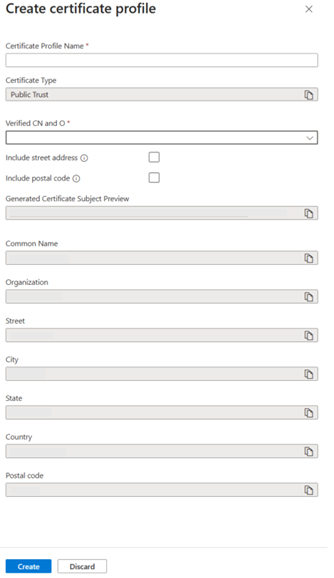 Create certificate profile
Certificate Profile Name *
Certificate Type
Public Trust
Verified CN and O *
Include street address
Include postal code
Generated Certificate Subject Preview
Common Name
Organization
Street
City
State
Country
Postal code
Create Discard